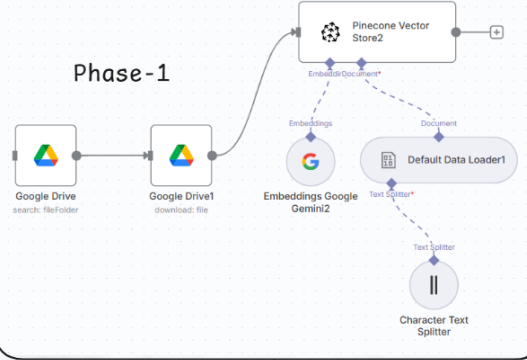 Pinecone Vector
Store2
Phase-1
Embeddin
Document*
Embeddings
Document
Default Data Loader1
Google Drive
search: fileFolder
Google Drive1
download: file
Embeddings Google
Gemini2
Text Splitter*
Text Splitter
Character Text
Splitter